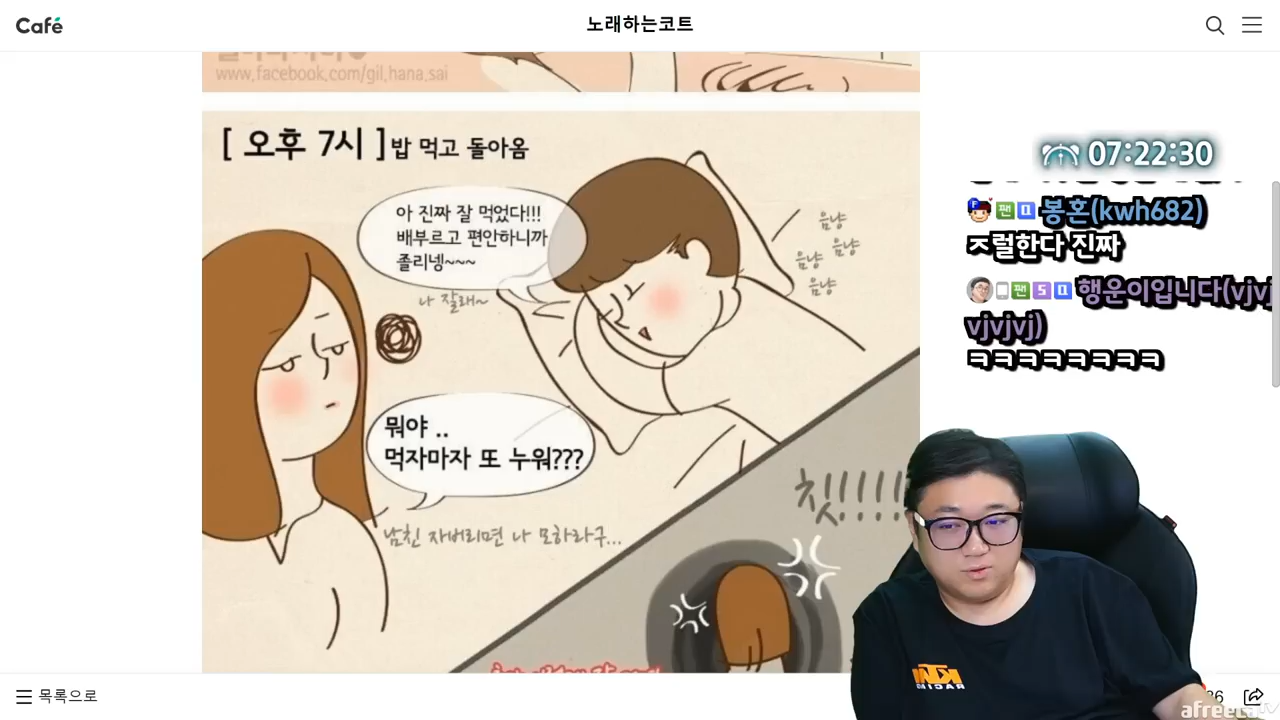 Café
노래하는코트
www.facebook.com/gil.hana.sai
[ 오후 7시 ] 밥 먹고 돌아옴
아 진짜 잘 먹었다!!!
배부르고 편안하니까
졸리넹~~~
나 잘래~
음냥
음냥
음냥
음냥
뭐야 ..
먹자마자 또 누워???
남친 자버리면 나 모하라구...
칫!!!!!
07:22:30
팬
봉혼(kwh682)
ㅈ럴한다 진짜
팬 S
행운이입니다(vjvj
vjvjvj)
ㅋㅋㅋㅋㅋㅋㅋㅋ
KTM
RACING
목록으로
afreecaTV